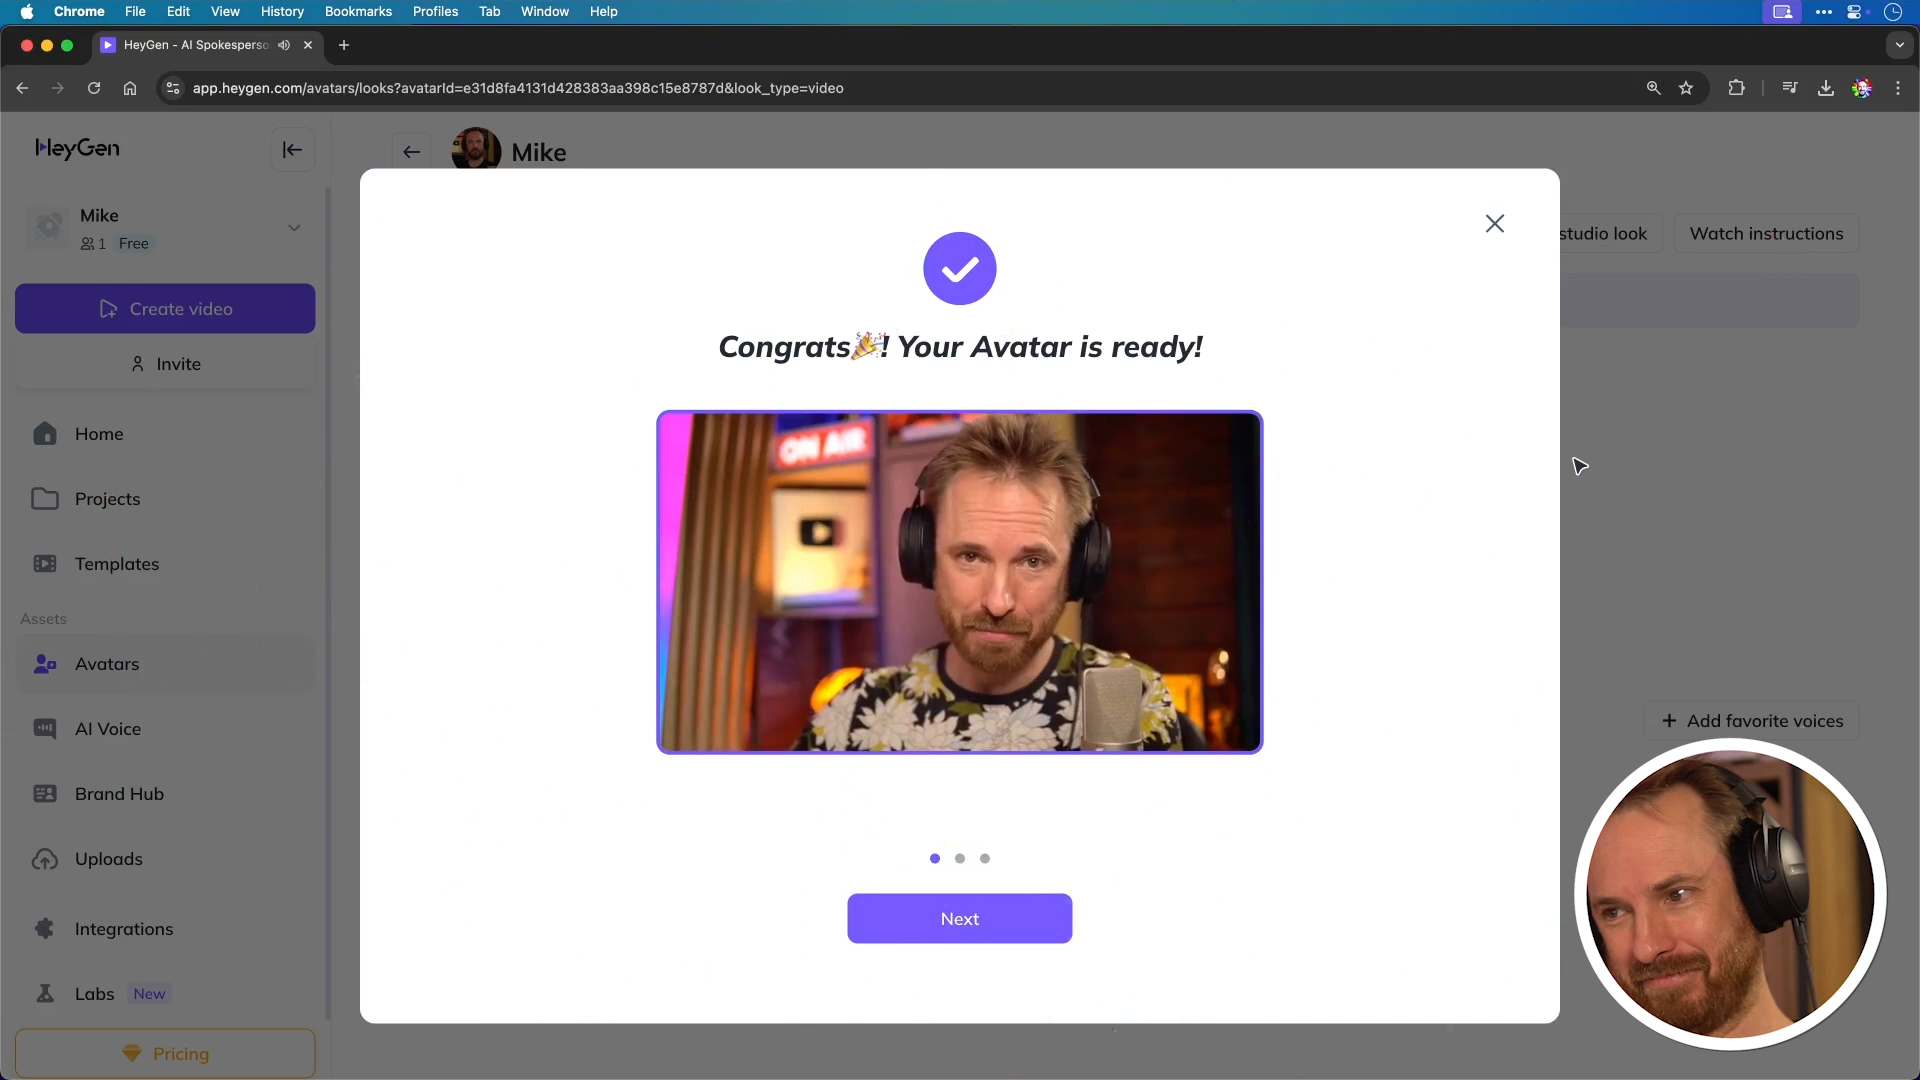 Chrome File Edit View History Bookmarks Profiles Tab Window Help
HeyGen - AI Spokesperso
app.heygen.com/avatars/looks?avatarId=e31d8fa4131d428383aa398c15e8787d&look_type=video
HeyGen
Mike
Mike
1 Free
studio look
Watch instructions
Create video
Invite
Congrats🎉! Your Avatar is ready!
ON AIR
Home
Projects
Templates
Assets
Avatars
AI Voice
+ Add favorite voices
Brand Hub
Uploads
Next
Integrations
Labs New
Pricing